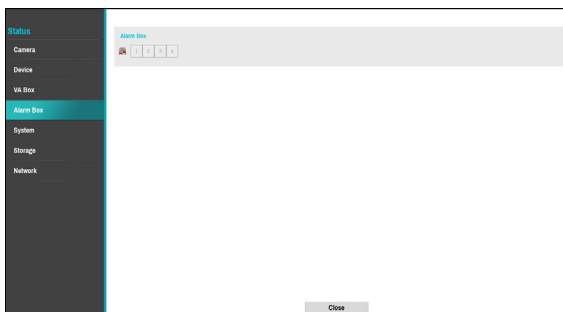 Status
Camera
Device
VA Box
Alarm Box
System
Storage
Network
Alarm Box
1 2 3 4
Close